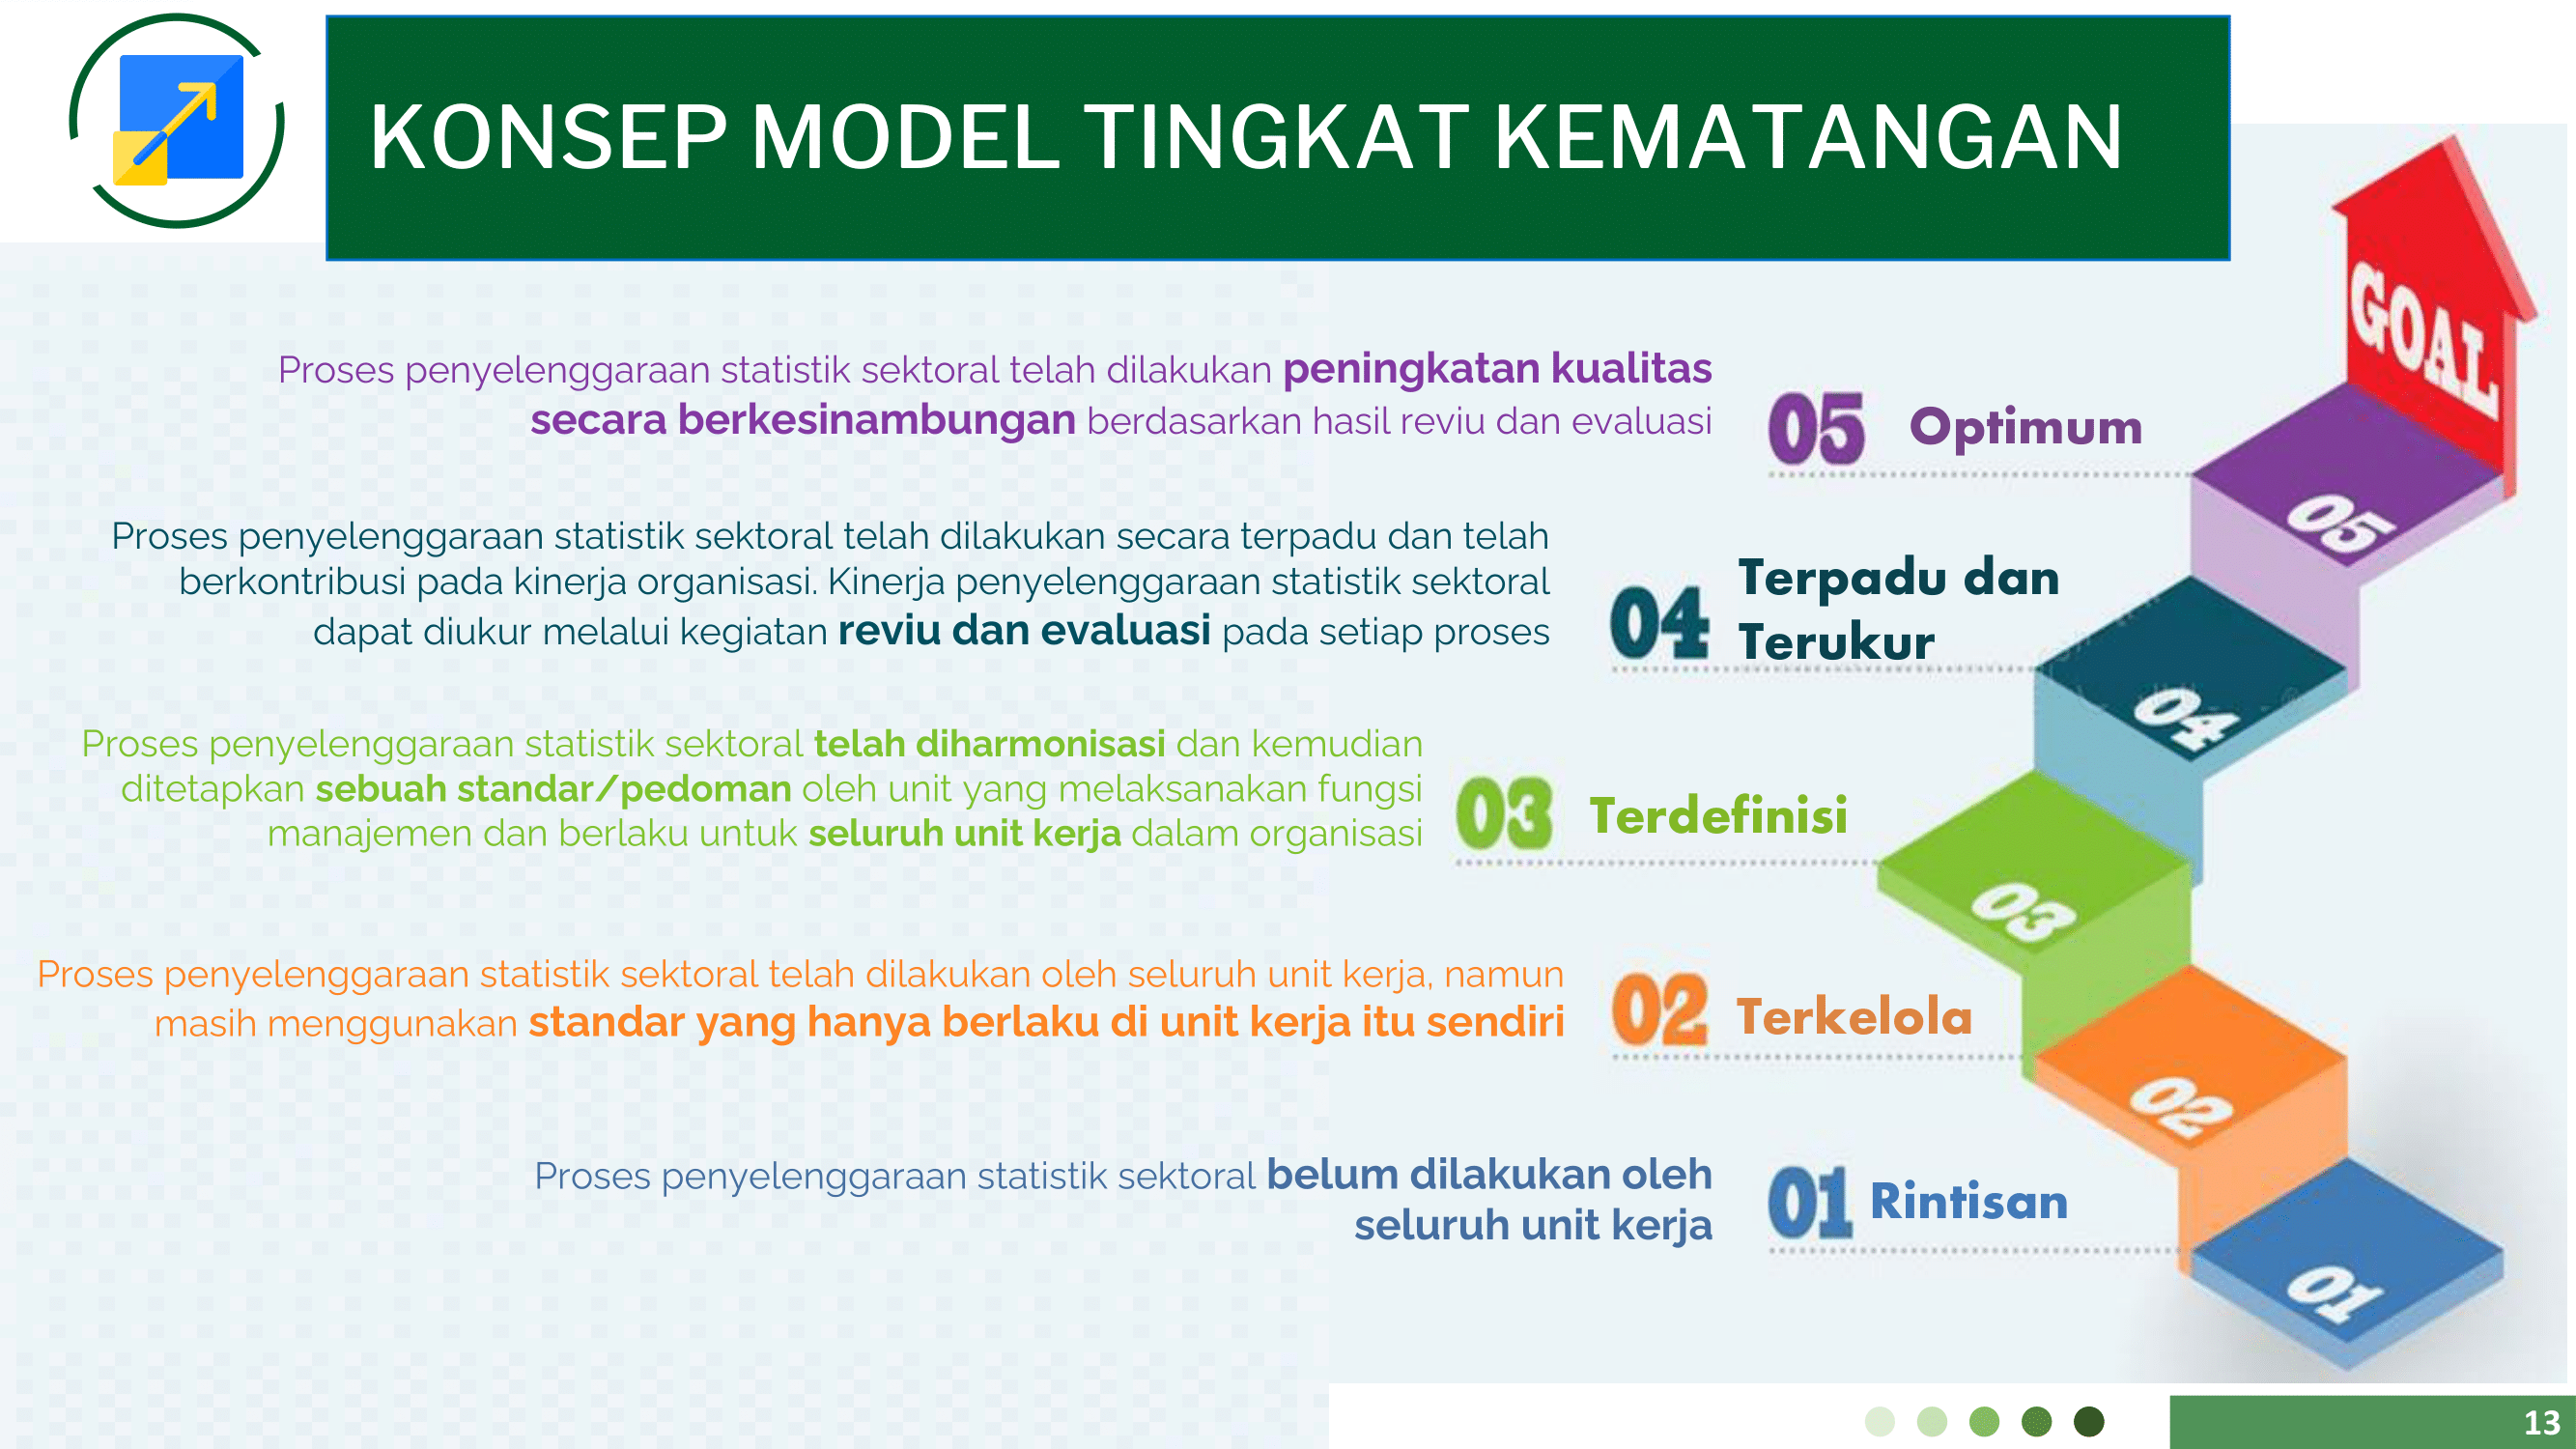 KONSEP MODEL TINGKAT KEMATANGAN
GOAL
Proses penyelenggaraan statistik sektoral telah dilakukan peningkatan kualitas
secara berkesinambungan berdasarkan hasil reviu dan evaluasi
05 Optimum
05
Proses penyelenggaraan statistik sektoral telah dilakukan secara terpadu dan telah
berkontribusi pada kinerja organisasi. Kinerja penyelenggaraan statistik sektoral
dapat diukur melalui kegiatan reviu dan evaluasi pada setiap proses
04 Terpadu dan
Terukur
04
Proses penyelenggaraan statistik sektoral telah diharmonisasi dan kemudian
ditetapkan sebuah standar/pedoman oleh unit yang melaksanakan fungsi
manajemen dan berlaku untuk seluruh unit kerja dalam organisasi
03 Terdefinisi
03
Proses penyelenggaraan statistik sektoral telah dilakukan oleh seluruh unit kerja, namun
masih menggunakan standar yang hanya berlaku di unit kerja itu sendiri
02 Terkelola
02
Proses penyelenggaraan statistik sektoral belum dilakukan oleh
seluruh unit kerja
01 Rintisan
01
13